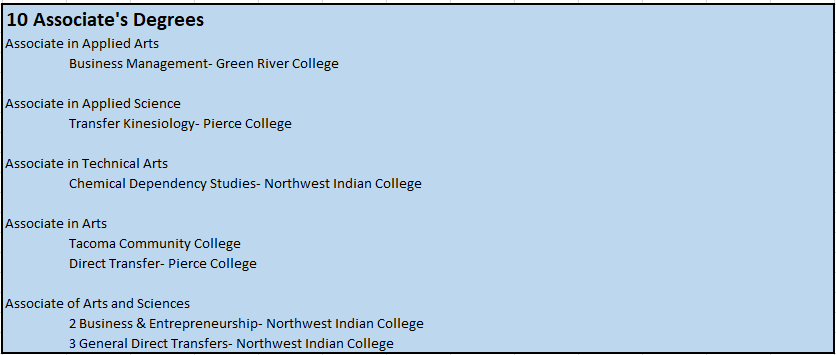 10 Associate's Degrees
Associate in Applied Arts
Business Management- Green River College
Associate in Applied Science
Transfer Kinesiology- Pierce College
Associate in Technical Arts
Chemical Dependency Studies- Northwest Indian College
Associate in Arts
Tacoma Community College
Direct Transfer- Pierce College
Associate of Arts and Sciences
2 Business & Entrepreneurship- Northwest Indian College
3 General Direct Transfers- Northwest Indian College